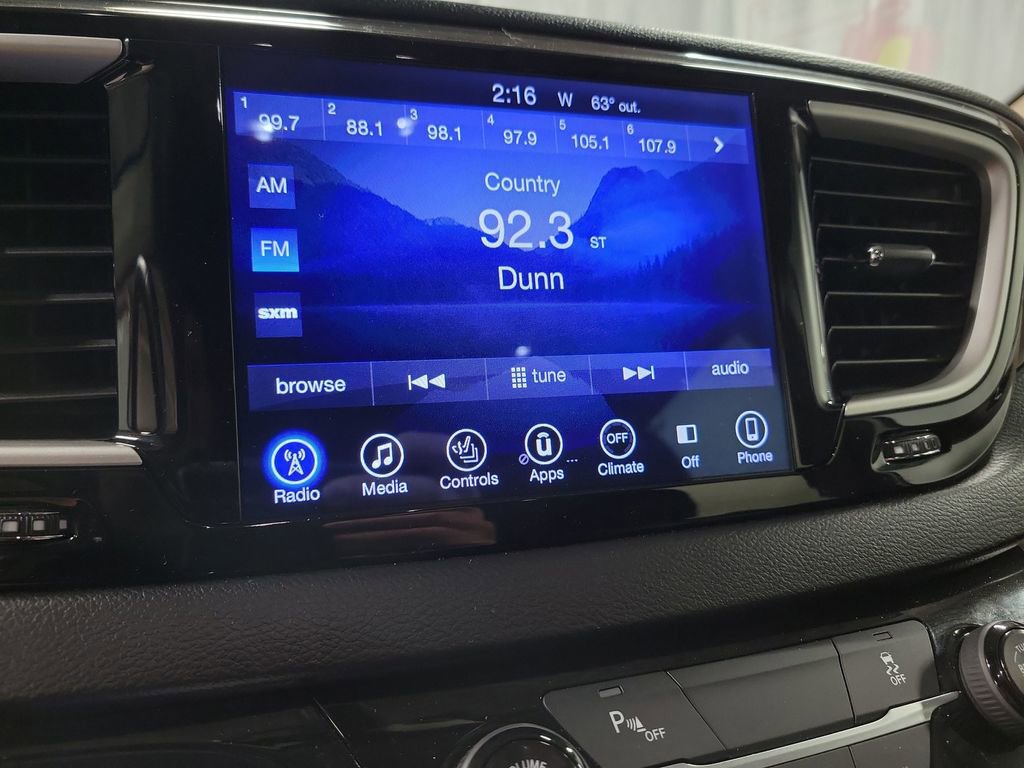 2:16 W 63° out.
1 99.7 2 88.1 3 98.1 4 97.9 5 105.1 6 107.9
AM
FM
sxm
Country
92.3 ST
Dunn
browse tune audio
OFF
Radio Media Controls Apps ... Climate Off Phone
P OFF
OFF
VOLUME